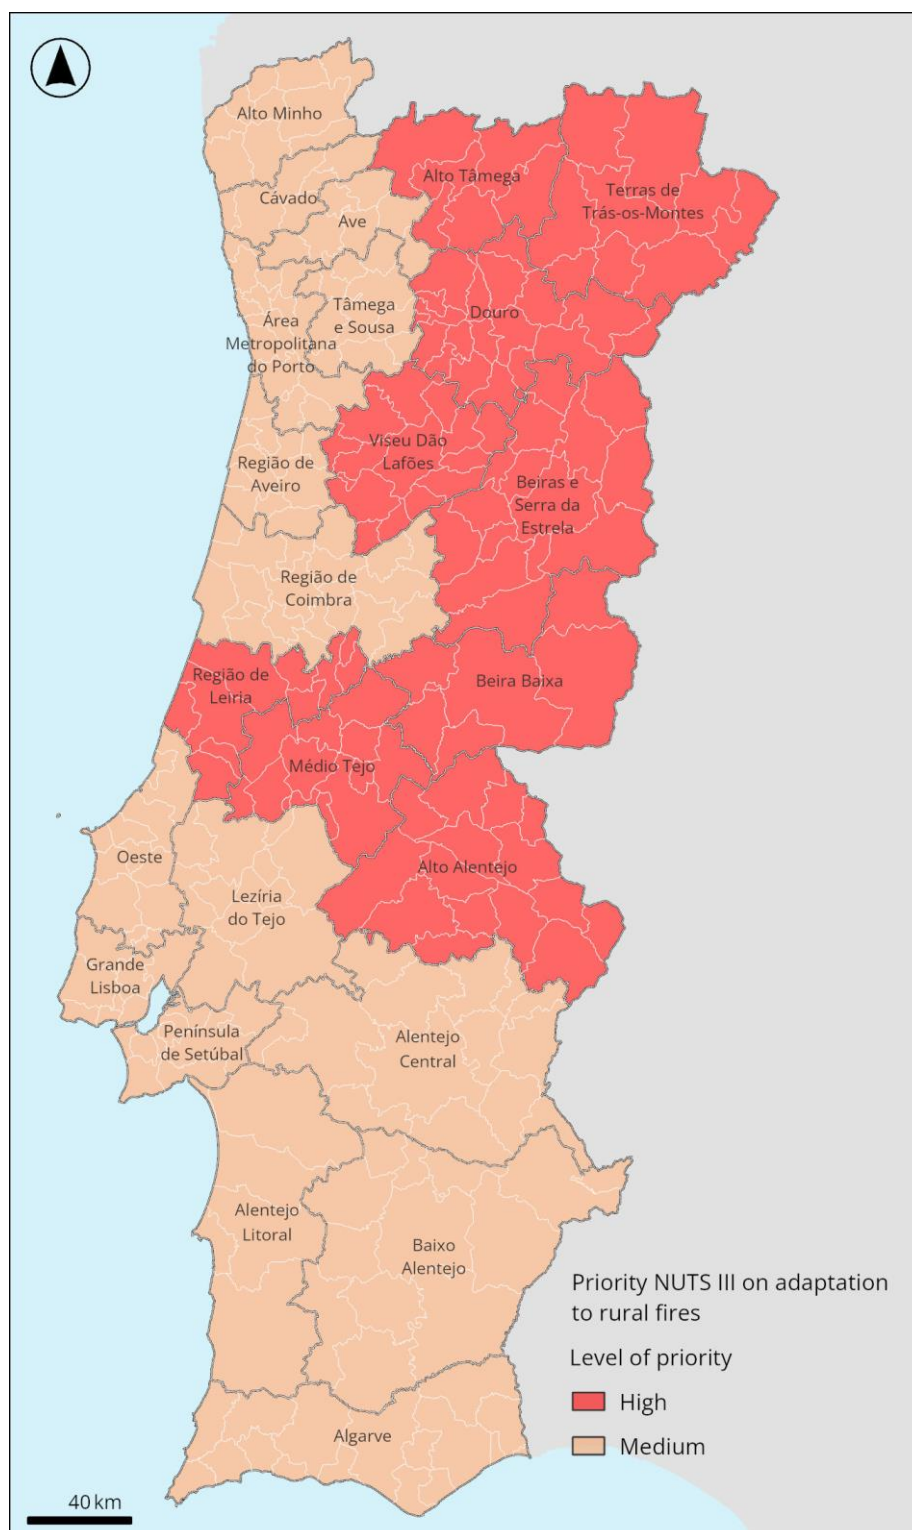 Alto Minho
Alto Tâmega
Terras de
Trás-os-Montes
Cávado
Ave
Tâmega
e Sousa
Douro
Área
Metropolitana
do Porto
Viseu Dão
Lafões
Região de
Aveiro
Beiras e
Serra da
Estrela
Região de
Coimbra
Região de
Leiria
Beira Baixa
Médio Tejo
Oeste
Alto Alentejo
Lezíria
do Tejo
Grande
Lisboa
Península
de Setúbal
Alentejo
Central
Alentejo
Litoral
Baixo
Alentejo
Algarve
Priority NUTS III on adaptation
to rural fires
Level of priority
High
Medium
40 km